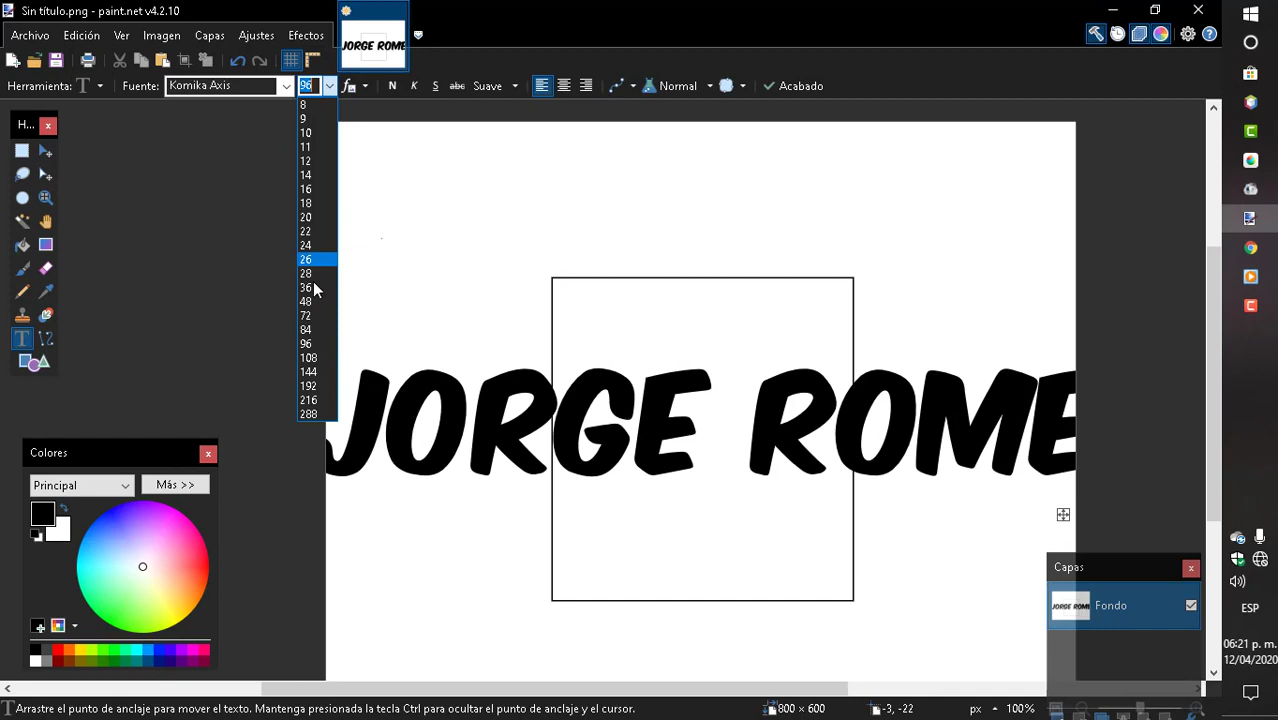 Sin título.png - paint.net v4.2.10
Archivo Edición Ver Imagen Capas Ajustes Efectos
JORGE ROME
Herramienta: T Fuente: Komika Axis 96 N K S abc Suave Normal Acabado
8
9
10
11
12
14
16
18
20
22
24
26
28
36
48
72
84
96
108
144
192
216
288
H...
T
JORGE ROME
Colores
Principal
Más >>
Capas
JORGE ROME
Fondo
ESP
06:21 p. m.
12/04/2020
Arrastre el punto de anclaje para mover el texto. Mantenga presionada la tecla Ctrl para ocultar el punto de anclaje y el cursor.
800 × 600
-3, -22
px
100%